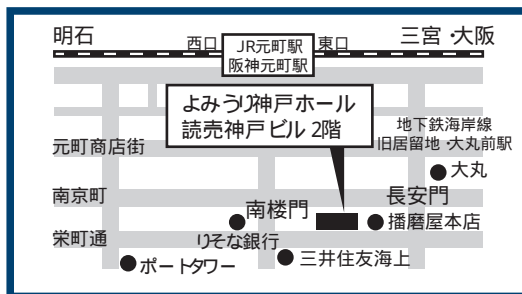 明石
西口
JR元町駅
阪神元町駅
東口
三宮・大阪
よみうり神戸ホール
読売神戸ビル 2階
地下鉄海岸線
旧居留地・大丸前駅
元町商店街
大丸
南京町
長安門
南楼門
播磨屋本店
栄町通
りそな銀行
三井住友海上
ポートタワー